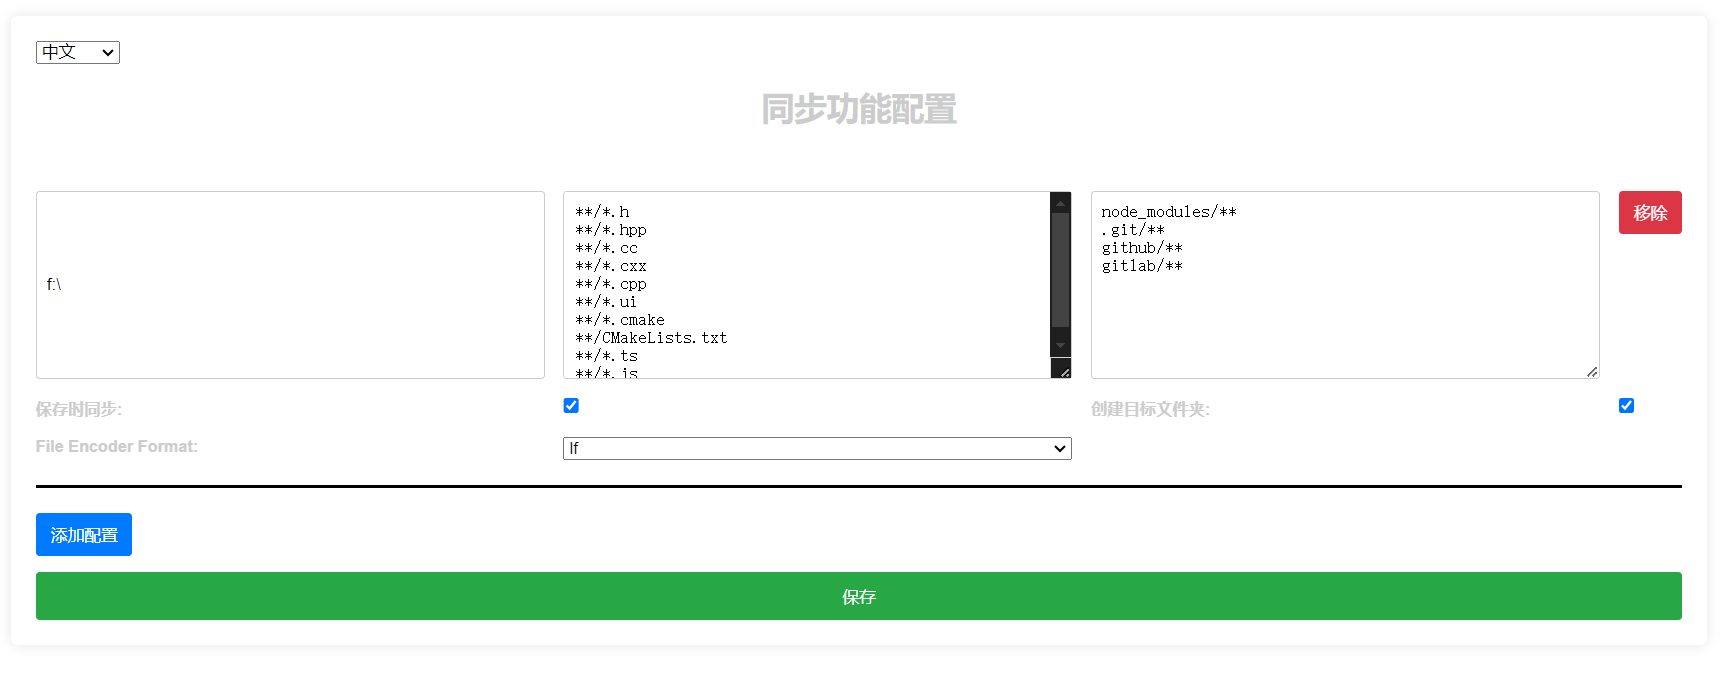 中文
同步功能配置
f:\
**/*.h
**/*.hpp
**/*.cc
**/*.cxx
**/*.cpp
**/*.ui
**/*.cmake
**/CMakeLists.txt
**/*.ts
**/*.js
node_modules/**
.git/**
github/**
gitlab/**
移除
保存时同步:
创建目标文件夹:
File Encoder Format:
lf
添加配置
保存